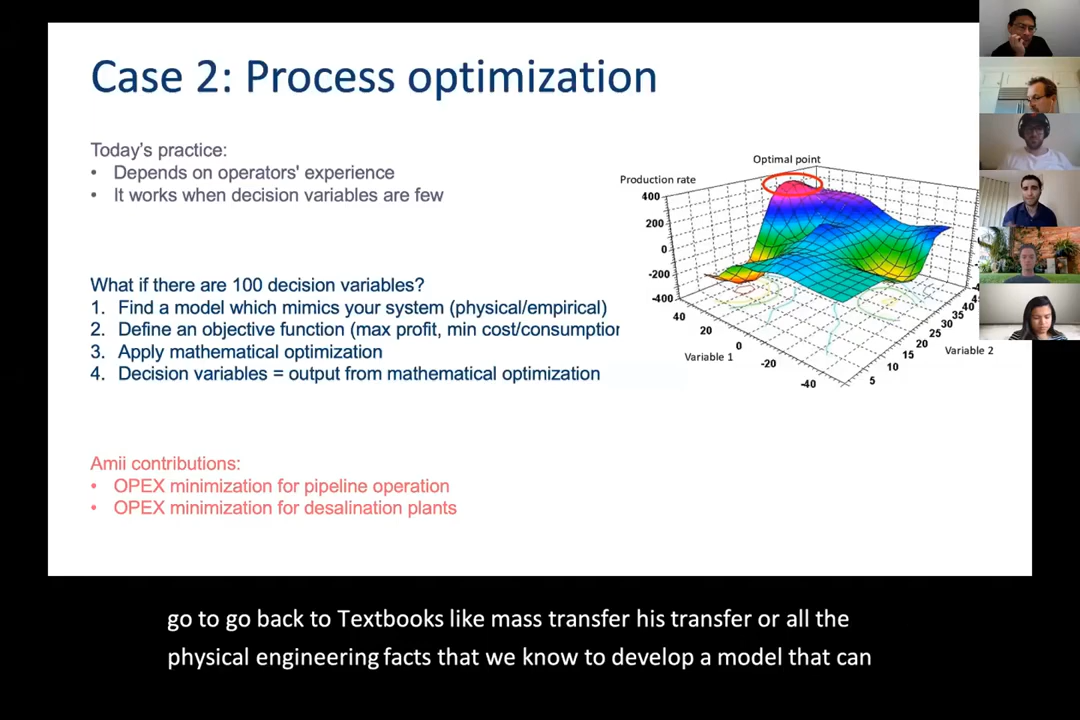 Case 2: Process optimization
Today's practice:
• Depends on operators' experience
• It works when decision variables are few
What if there are 100 decision variables?
1. Find a model which mimics your system (physical/empirical)
2. Define an objective function (max profit, min cost/consumption
3. Apply mathematical optimization
4. Decision variables = output from mathematical optimization
Amii contributions:
• OPEX minimization for pipeline operation
• OPEX minimization for desalination plants
Optimal point
Production rate
400
200
0
-200
-400
40
20
0
-20
-40
Variable 1
5
10
15
20
25
30
35
40
Variable 2
go to go back to Textbooks like mass transfer his transfer or all the
physical engineering facts that we know to develop a model that can